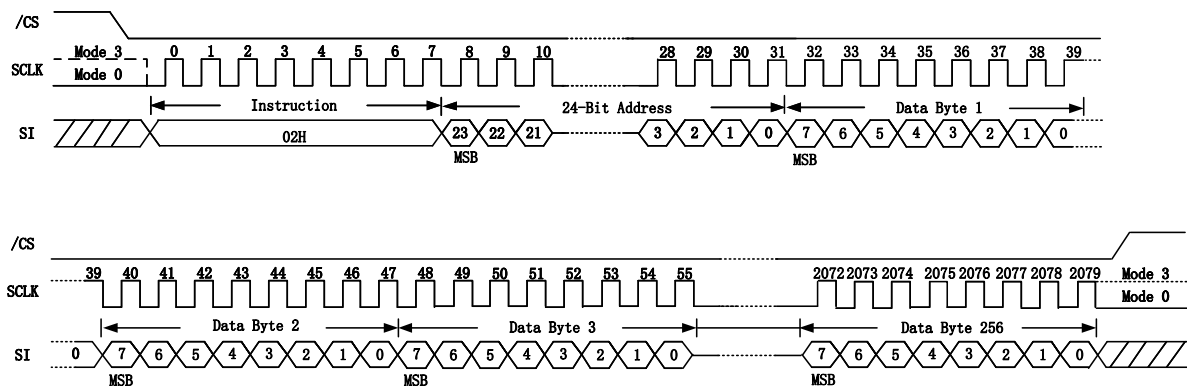 /CS
Mode 3 0 1 2 3 4 5 6 7 8 9 10 28 29 30 31 32 33 34 35 36 37 38 39
SCLK
Mode 0
Instruction 24-Bit Address Data Byte 1
SI 02H 23 22 21 3 2 1 0 7 6 5 4 3 2 1 0
MSB MSB
/CS
39 40 41 42 43 44 45 46 47 48 49 50 51 52 53 54 55 2072 2073 2074 2075 2076 2077 2078 2079 Mode 3
SCLK
Mode 0
Data Byte 2 Data Byte 3 Data Byte 256
SI 0 7 6 5 4 3 2 1 0 7 6 5 4 3 2 1 0 7 6 5 4 3 2 1 0
MSB MSB MSB